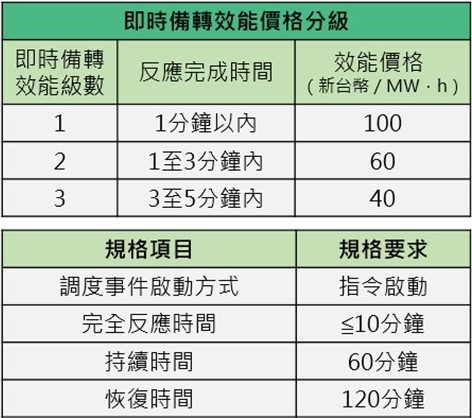 即時備轉效能價格分級
即時備轉
效能級數
反應完成時間
效能價格
（新台幣 / MW・h）
1 1分鐘以內 100
2 1至3分鐘內 60
3 3至5分鐘內 40
規格項目 規格要求
調度事件啟動方式 指令啟動
完全反應時間 ≦10分鐘
持續時間 60分鐘
恢復時間 120分鐘